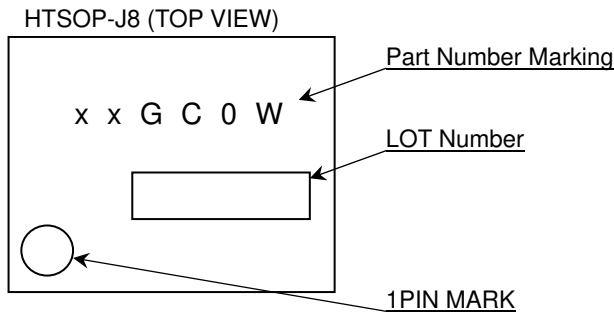 HTSOP-J8 (TOP VIEW)
Part Number Marking
x x G C 0 W
LOT Number
1PIN MARK